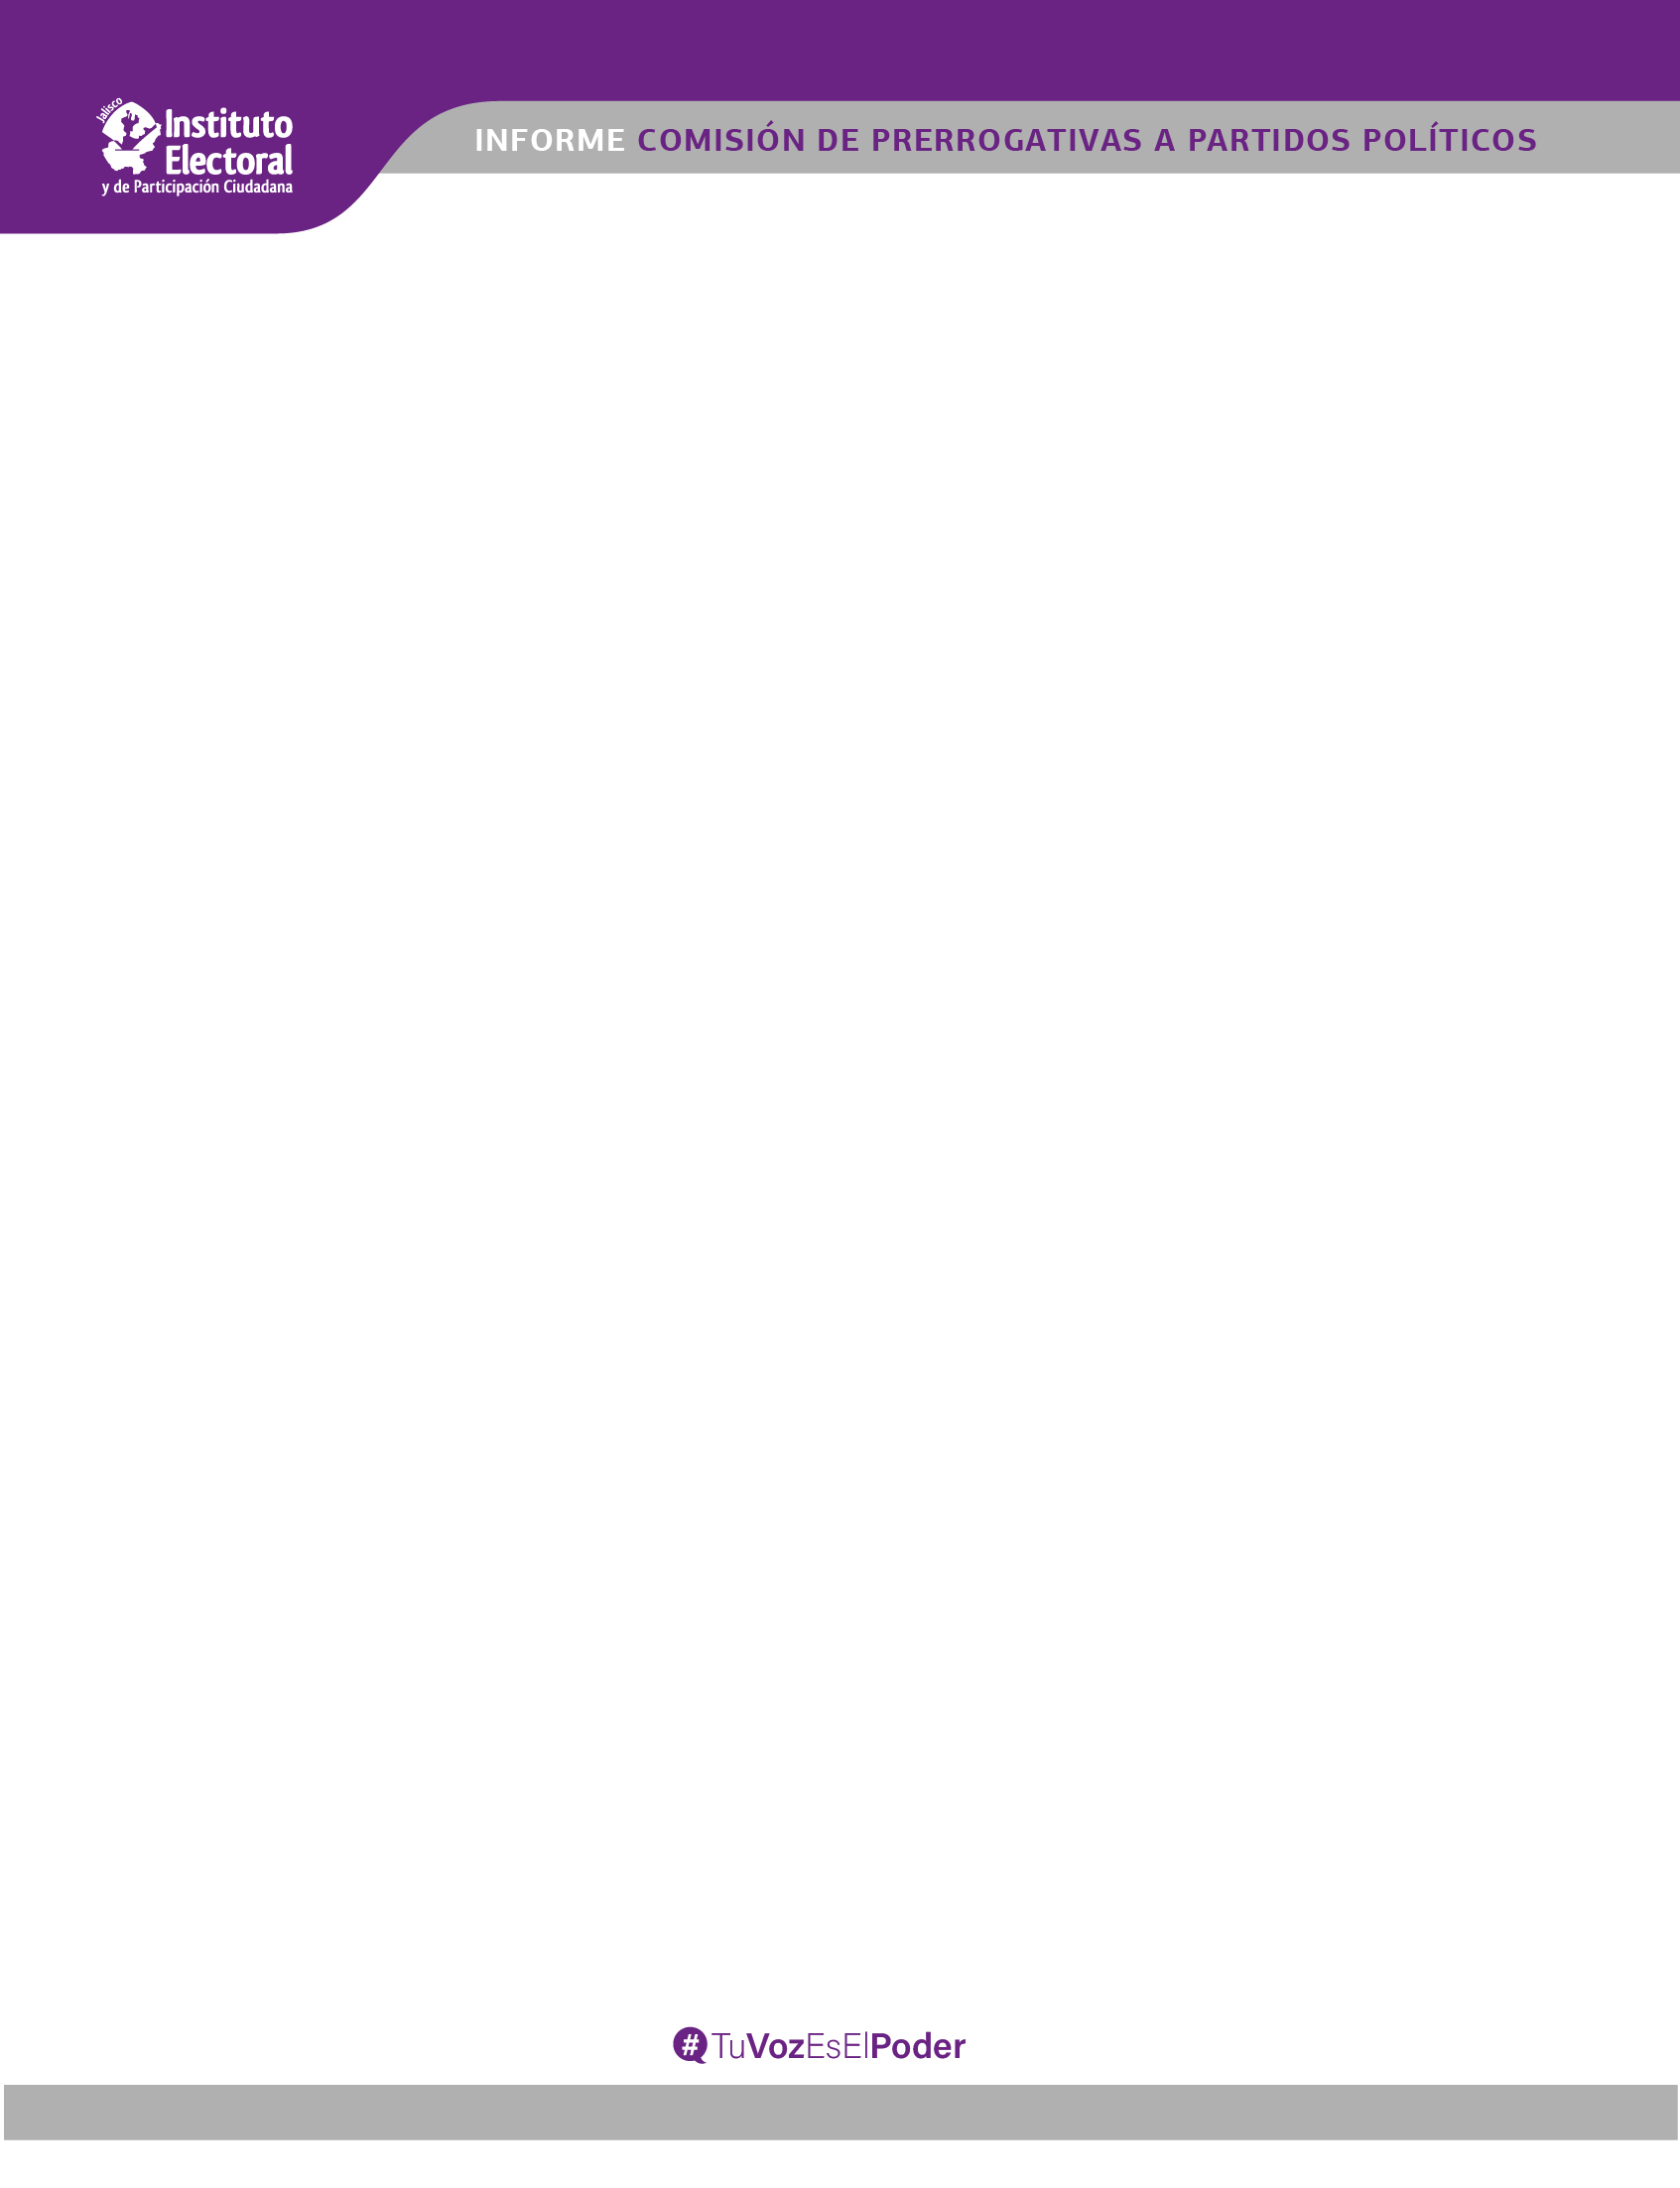 Jalisco
Instituto
Electoral
y de Participación Ciudadana
INFORME COMISIÓN DE PRERROGATIVAS A PARTIDOS POLÍTICOS
#TuVozEsElPoder